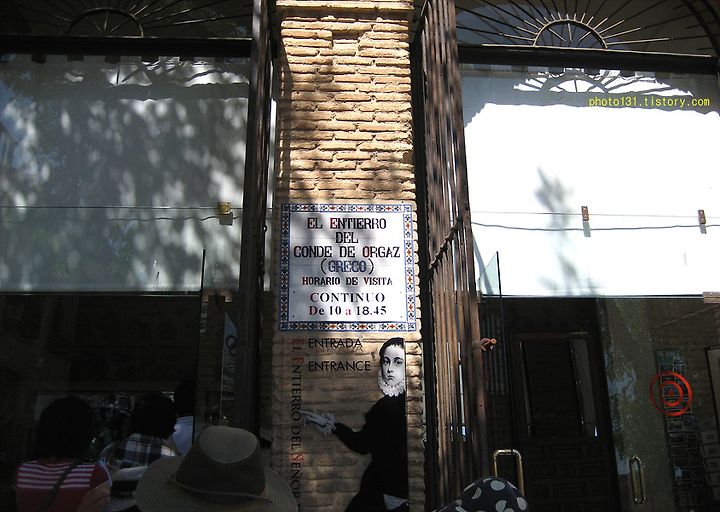 photo131.tistory.com
EL ENTIERRO
DEL
CONDE DE ORGAZ
(GRECO)
HORARIO DE VISITA
CONTINUO
De 10 a 18.45
ENTRADA
ENTRANCE
EL ENTIERRO DEL SEÑOR